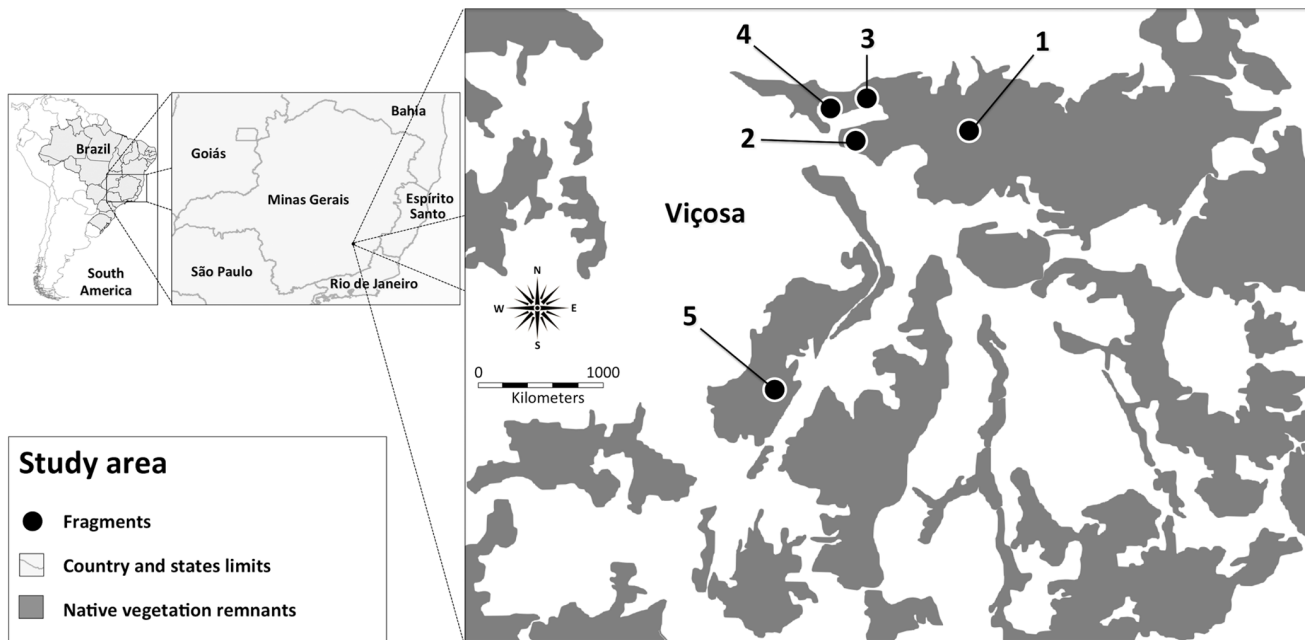 Brazil
South
America
Bahia
Goiás
Minas Gerais
Espírito
Santo
São Paulo
Rio de Janeiro
4
3
1
2
Viçosa
N
W
E
S
5
0
1000
Kilometers
Study area
Fragments
Country and states limits
Native vegetation remnants